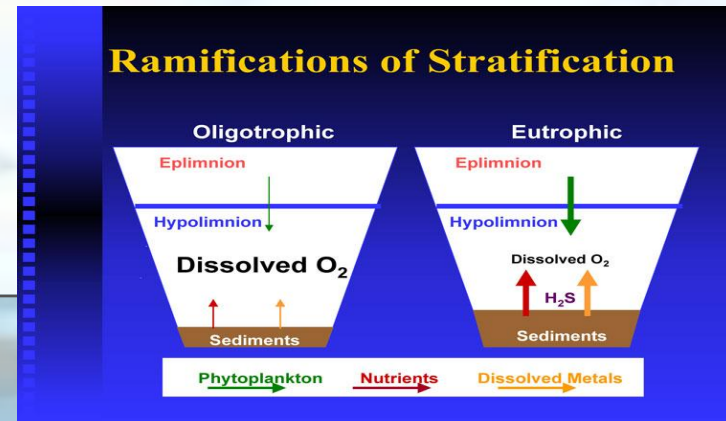 Ramifications of Stratification
Oligotrophic
Eplimnion
Hypolimnion
Dissolved O₂
Sediments
Eutrophic
Eplimnion
Hypolimnion
Dissolved O₂
H₂S
Sediments
Phytoplankton Nutrients Dissolved Metals